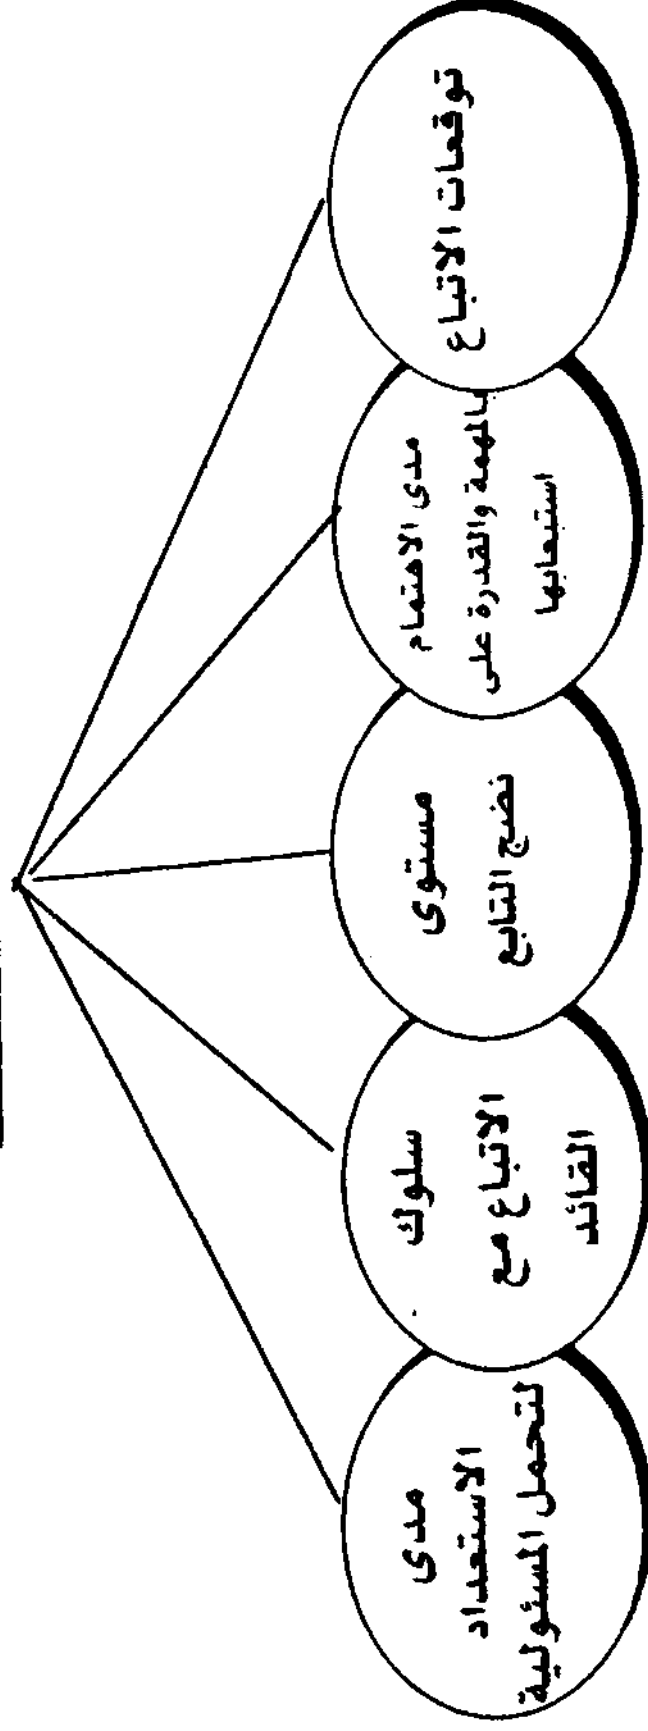 توقعات الاتباع
مدى الاهتمام
بالمهمة والقدرة على
استيعابها
مستوى
نضج التابع
سلوك
الاتباع مع
القائد
مدى
الاستعداد
لتحمل المسئولية